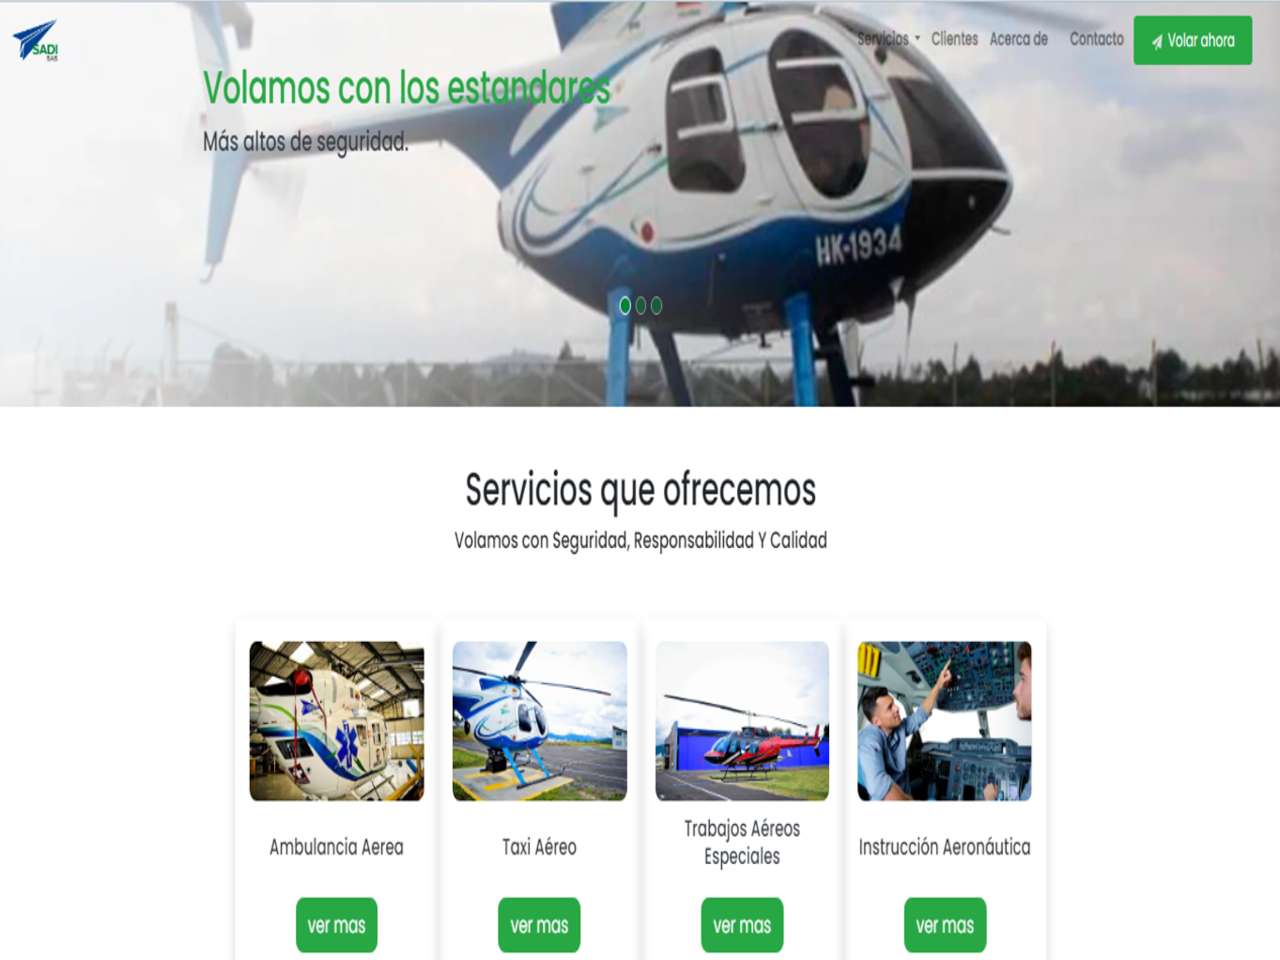 SADI
SAS
Servicios
Clientes
Acerca de
Contacto
Volar ahora
Volamos con los estandares
Más altos de seguridad.
HK-1934
Servicios que ofrecemos
Volamos con Seguridad, Responsabilidad Y Calidad
Ambulancia Aerea
Taxi Aéreo
Trabajos Aéreos
Especiales
Instrucción Aeronáutica
ver mas
ver mas
ver mas
ver mas